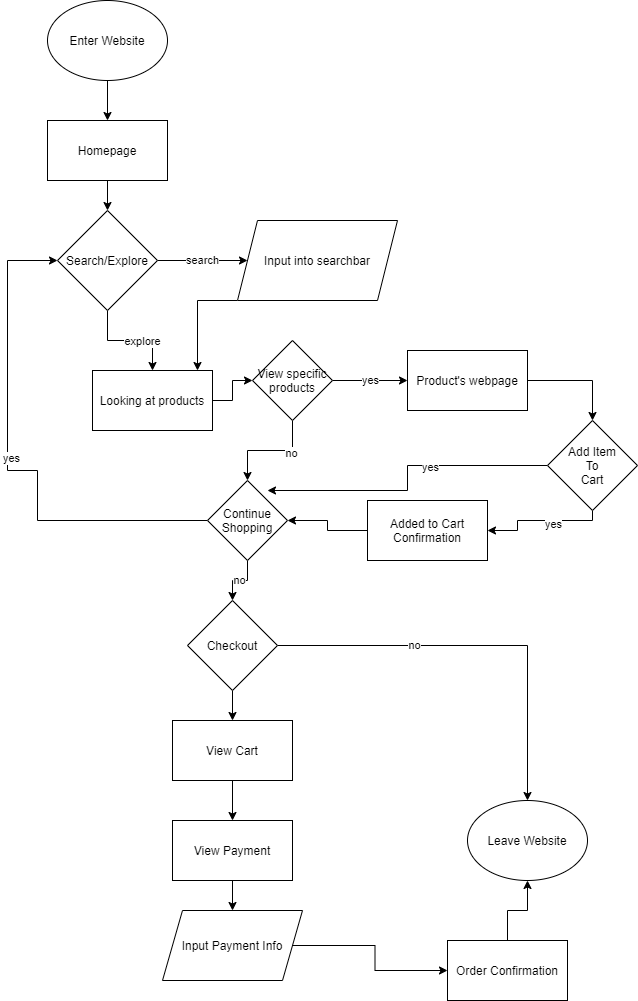 Enter Website
Homepage
Search/Explore
search
Input into searchbar
explore
Looking at products
View specific
products
yes
Product's webpage
no
Add Item
To
Cart
yes
yes
Continue
Shopping
Added to Cart
Confirmation
yes
no
Checkout
no
View Cart
View Payment
Leave Website
Input Payment Info
Order Confirmation